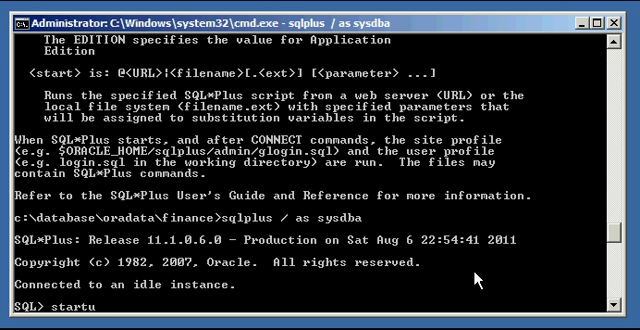 Administrator: C:\Windows\system32\cmd.exe - sqlplus / as sysdba
The EDITION specifies the value for Application
Edition
<start> is: @<URL>|<filename>[.<ext>] [<parameter> ...]
Runs the specified SQL*Plus script from a web server (URL) or the
local file system (filename.ext) with specified parameters that
will be assigned to substitution variables in the script.
When SQL*Plus starts, and after CONNECT commands, the site profile
(e.g. $ORACLE_HOME/sqlplus/admin/glogin.sql) and the user profile
(e.g. login.sql in the working directory) are run.  The files may
contain SQL*Plus commands.
Refer to the SQL*Plus User's Guide and Reference for more information.
c:\database\oradata\finance>sqlplus / as sysdba
SQL*Plus: Release 11.1.0.6.0 - Production on Sat Aug 6 22:54:41 2011
Copyright (c) 1982, 2007, Oracle.  All rights reserved.
Connected to an idle instance.
SQL> startu